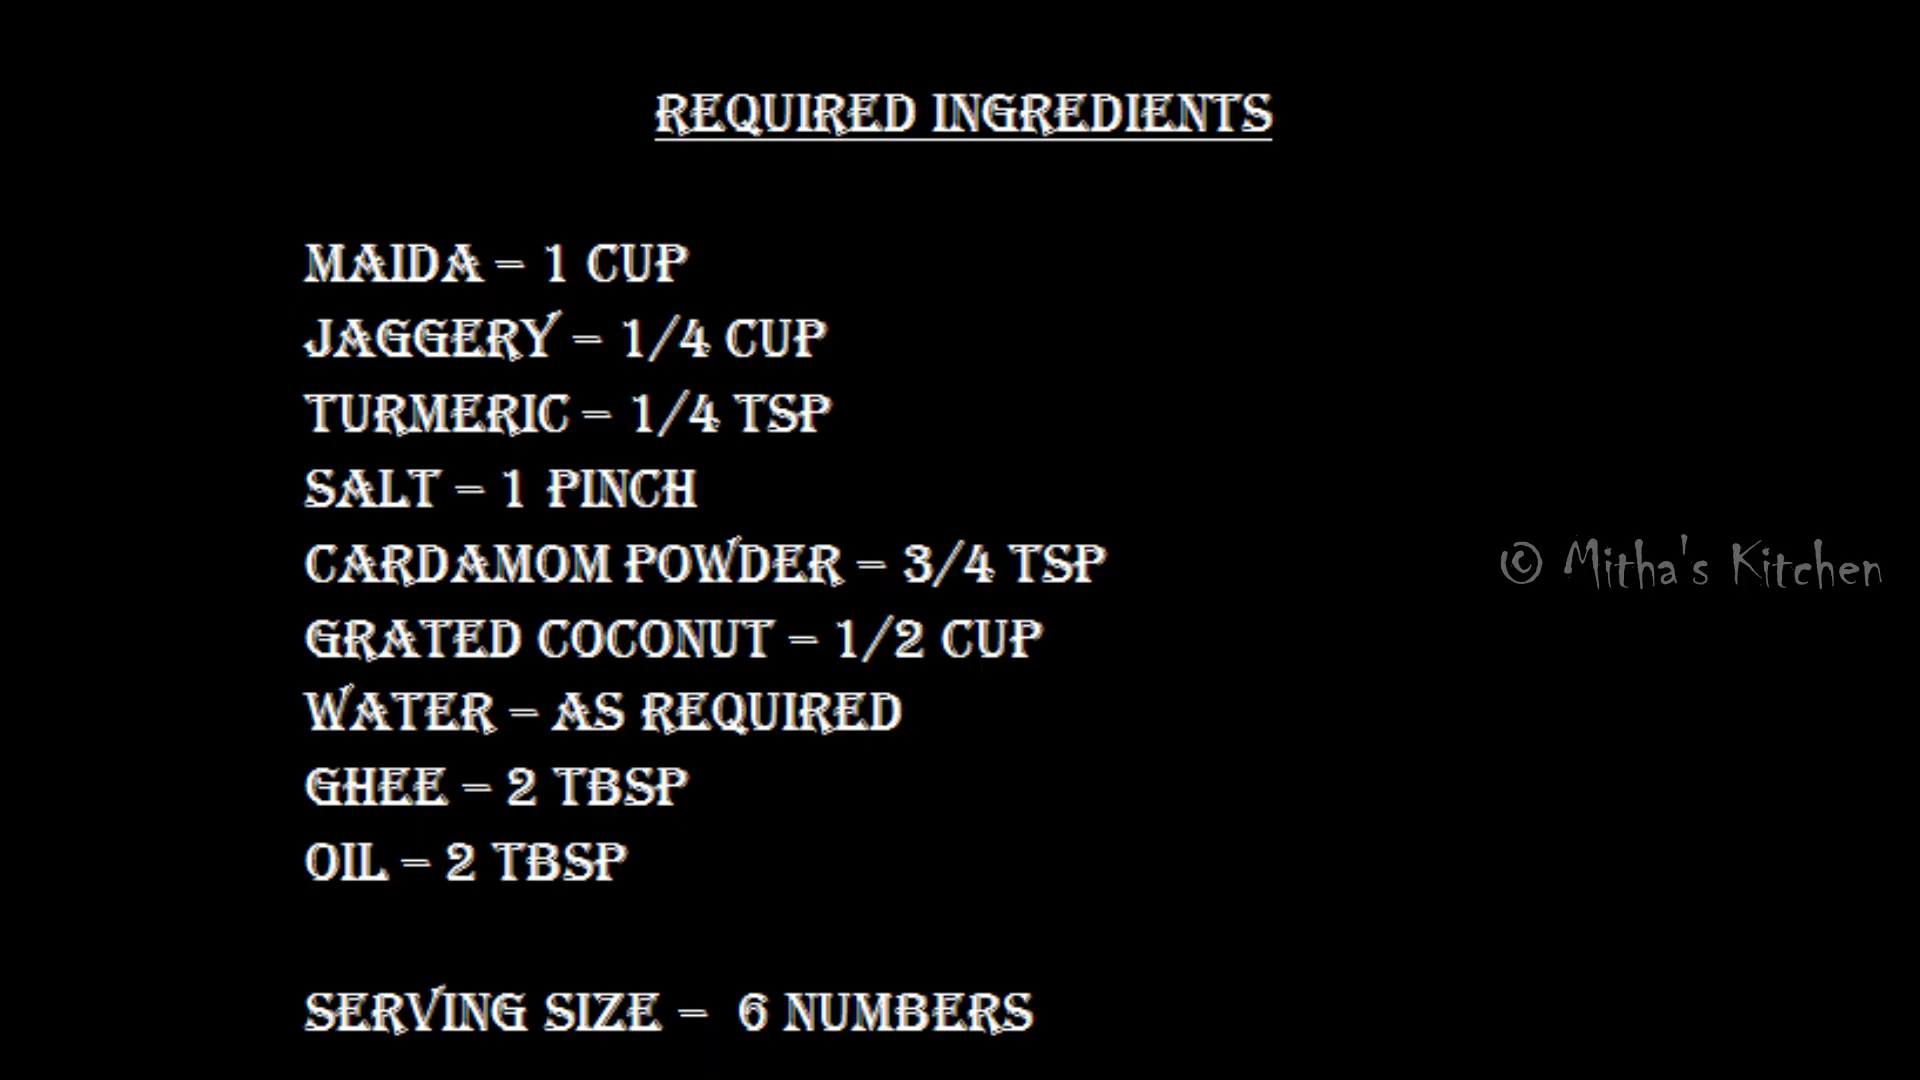 REQUIRED INGREDIENTS
MAIDA – 1 CUP
JAGGERY – 1/4 CUP
TURMERIC – 1/4 TSP
SALT – 1 PINCH
CARDAMOM POWDER – 3/4 TSP
GRATED COCONUT – 1/2 CUP
WATER – AS REQUIRED
GHEE – 2 TBSP
OIL – 2 TBSP
SERVING SIZE – 6 NUMBERS
© Mitha's Kitchen